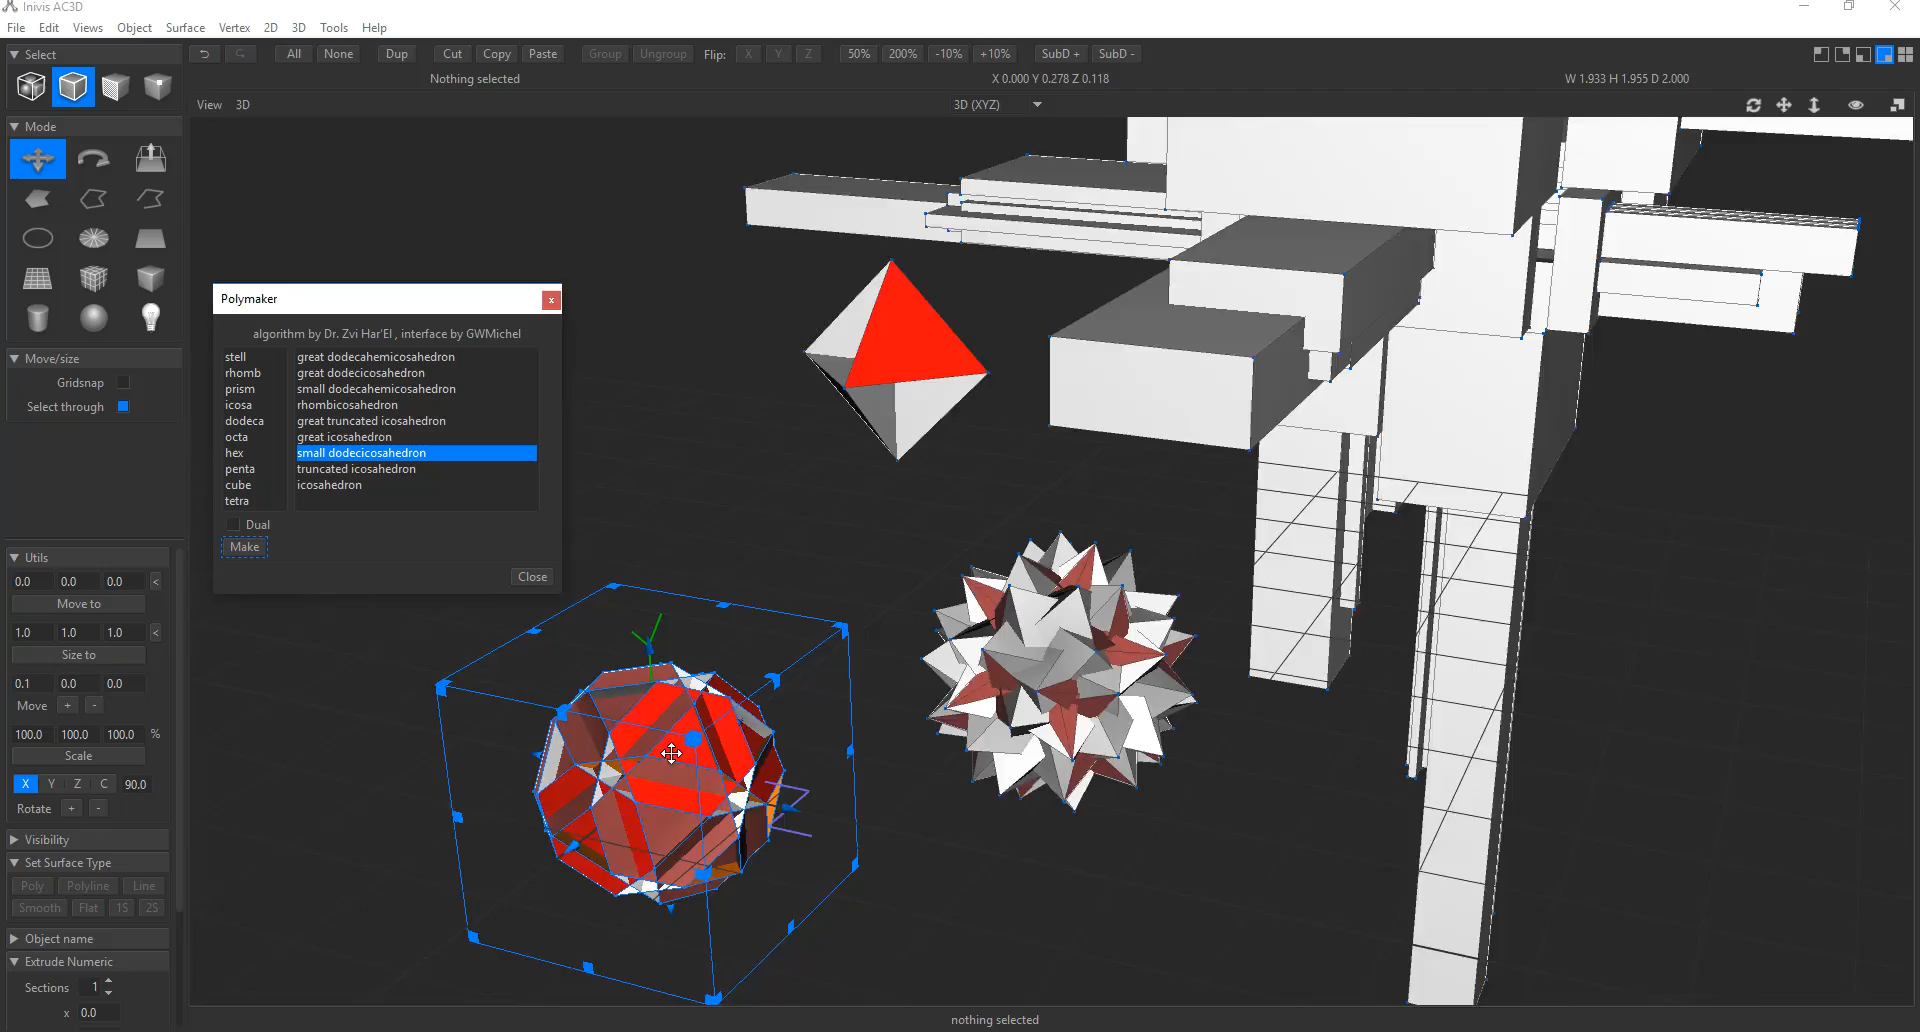 Inivis AC3D
File Edit Views Object Surface Vertex 2D 3D Tools Help
Select
All None Dup Cut Copy Paste Group Ungroup Flip: X Y Z 50% 200% -10% +10% SubD + SubD -
Nothing selected X 0.000 Y 0.278 Z 0.118 W 1.933 H 1.955 D 2.000
View 3D 3D (XYZ)
Mode
Move/size
Gridsnap
Select through
Polymaker
x
algorithm by Dr. Zvi Har'El , interface by GWMichel
stell
rhomb
prism
icosa
dodeca
octa
hex
penta
cube
tetra
great dodecahemicosahedron
great dodecicosahedron
small dodecahemicosahedron
rhombicosahedron
great truncated icosahedron
great icosahedron
small dodecicosahedron
truncated icosahedron
icosahedron
Dual
Make
Close
Utils
0.0 0.0 0.0 <
Move to
1.0 1.0 1.0 <
Size to
0.1 0.0 0.0
Move + -
100.0 100.0 100.0 %
Scale
X Y Z C 90.0
Rotate + -
Visibility
Set Surface Type
Poly Polyline Line
Smooth Flat 1S 2S
Object name
Extrude Numeric
Sections 1
x 0.0
nothing selected